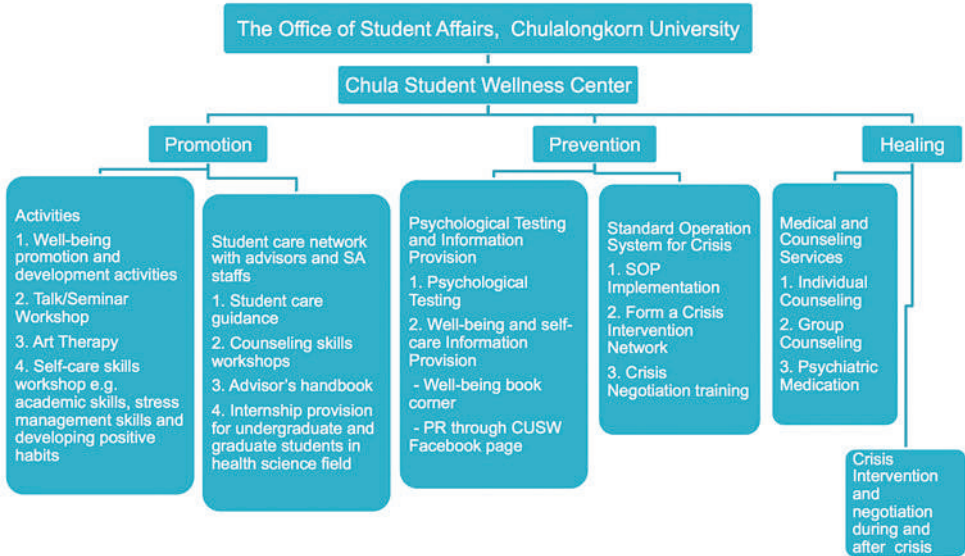 The Office of Student Affairs, Chulalongkorn University
Chula Student Wellness Center
Promotion
Prevention
Healing
Activities
1. Well-being
promotion and
development activities
2. Talk/Seminar
Workshop
3. Art Therapy
4. Self-care skills
workshop e.g.
academic skills, stress
management skills and
developing positive
habits
Student care network
with advisors and SA
staffs
1. Student care
guidance
2. Counseling skills
workshops
3. Advisor's handbook
4. Internship provision
for undergraduate and
graduate students in
health science field
Psychological Testing
and Information
Provision
1. Psychological
Testing
2. Well-being and self-
care Information
Provision
- Well-being book
corner
- PR through CUSW
Facebook page
Standard Operation
System for Crisis
1. SOP
Implementation
2. Form a Crisis
Intervention
Network
3. Crisis
Negotiation training
Medical and
Counseling
Services
1. Individual
Counseling
2. Group
Counseling
3. Psychiatric
Medication
Crisis
Intervention
and
negotiation
during and
after crisis